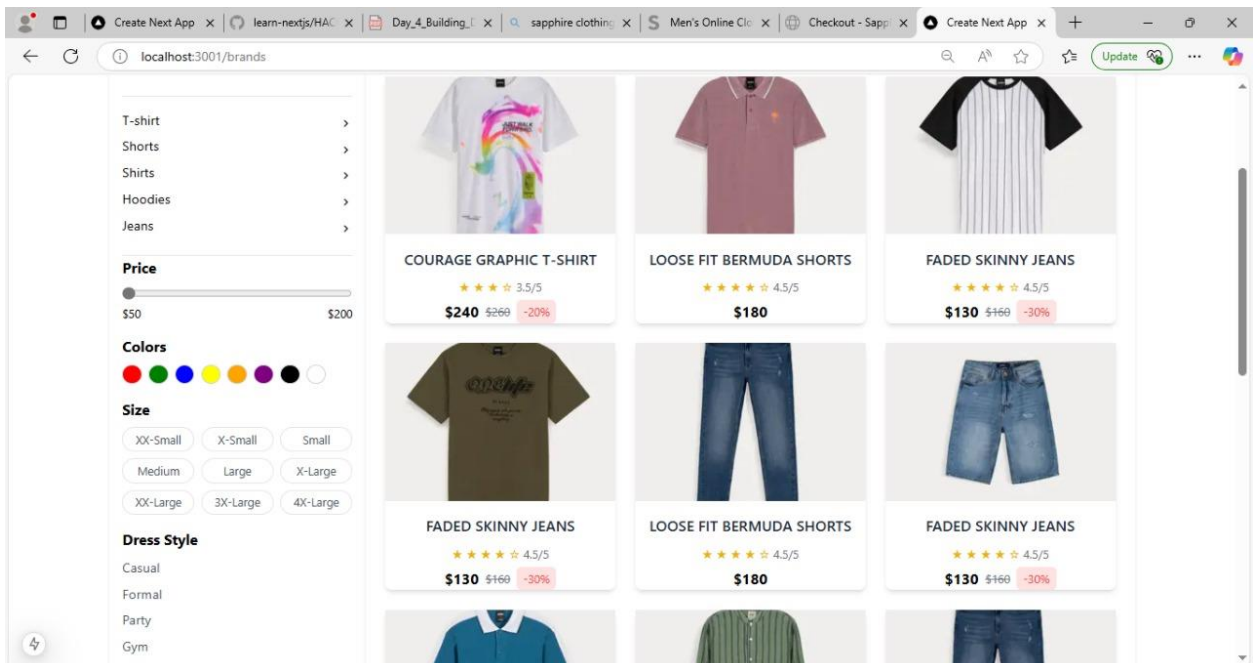 Create Next App
learn-nextjs/HAC
Day_4_Building_
sapphire clothing
Men's Online Clo
Checkout - Sapp
Create Next App
localhost:3001/brands
Update
T-shirt
Shorts
Shirts
Hoodies
Jeans
Price
$50 $200
Colors
Size
XX-Small X-Small Small
Medium Large X-Large
XX-Large 3X-Large 4X-Large
Dress Style
Casual
Formal
Party
Gym
COURAGE GRAPHIC T-SHIRT
★ ★ ★ ☆ 3.5/5
$240 $260 -20%
LOOSE FIT BERMUDA SHORTS
★ ★ ★ ★ ☆ 4.5/5
$180
FADED SKINNY JEANS
★ ★ ★ ★ ☆ 4.5/5
$130 $160 -30%
FADED SKINNY JEANS
★ ★ ★ ★ ☆ 4.5/5
$130 $160 -30%
LOOSE FIT BERMUDA SHORTS
★ ★ ★ ★ ☆ 4.5/5
$180
FADED SKINNY JEANS
★ ★ ★ ★ ☆ 4.5/5
$130 $160 -30%